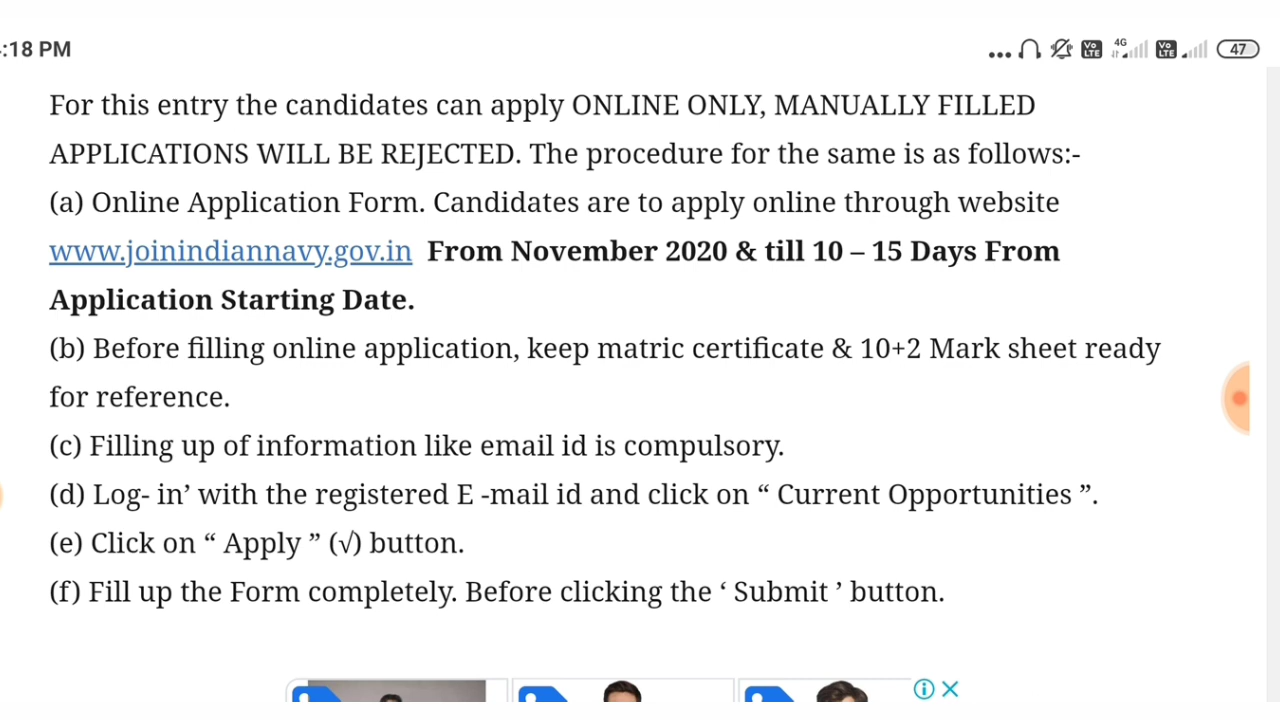 :18 PM
4G
Vo LTE
Vo LTE
47
For this entry the candidates can apply ONLINE ONLY, MANUALLY FILLED
APPLICATIONS WILL BE REJECTED. The procedure for the same is as follows:-
(a) Online Application Form. Candidates are to apply online through website
www.joinindiannavy.gov.in From November 2020 & till 10 – 15 Days From
Application Starting Date.
(b) Before filling online application, keep matric certificate & 10+2 Mark sheet ready
for reference.
(c) Filling up of information like email id is compulsory.
(d) Log- in’ with the registered E -mail id and click on “ Current Opportunities ”.
(e) Click on “ Apply ” (√) button.
(f) Fill up the Form completely. Before clicking the ‘ Submit ’ button.